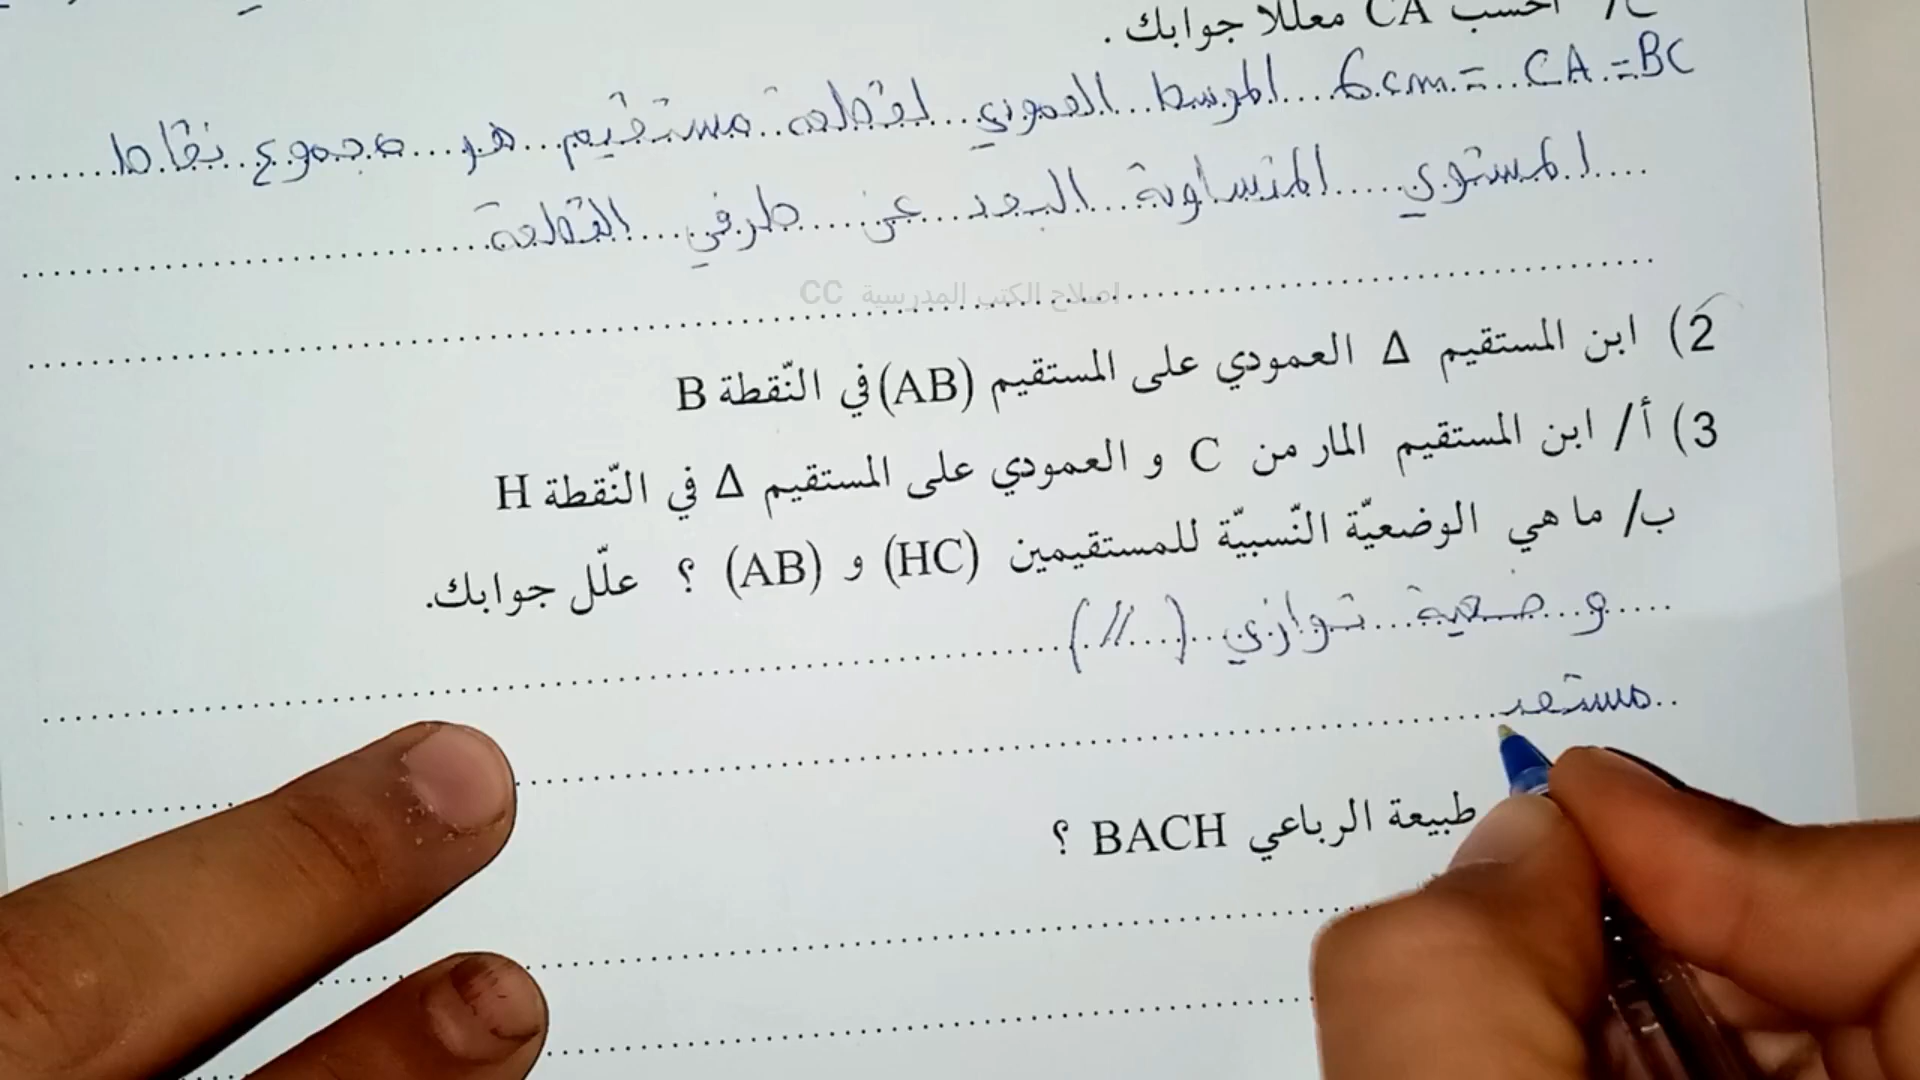 ج/ احسب CA معللا جوابك .
BC = CA = 6cm الموسط العمودي لقطعة مستقيم هو مجموع نقاط
المستوي المتساوية البعد عن طرفي القطعة
اصلاح الكتب المدرسية CC
2) ابن المستقيم Δ العمودي على المستقيم (AB) في النّقطة B
3) أ/ ابن المستقيم المار من C و العمودي على المستقيم Δ في النّقطة H
ب/ ما هي الوضعيّة النّسبيّة للمستقيمين (HC) و (AB) ؟ علّل جوابك.
وضعية توازي (//)
مستقـ
طبيعة الرباعي BACH ؟